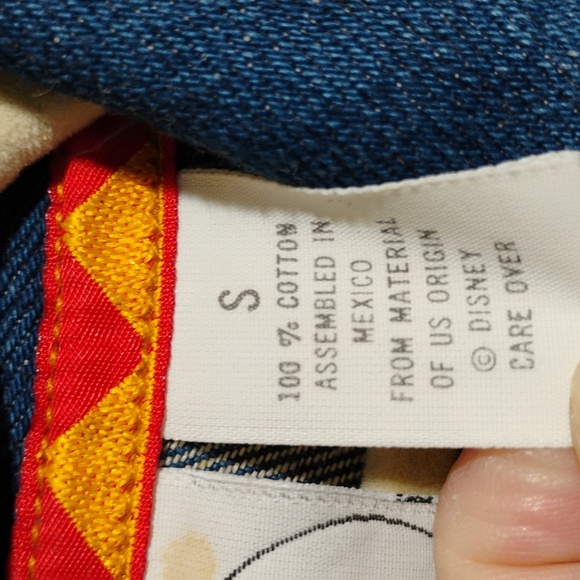 S
100 % COTTON
ASSEMBLED IN
MEXICO
FROM MATERIAL
OF US ORIGIN
© DISNEY
CARE OVER